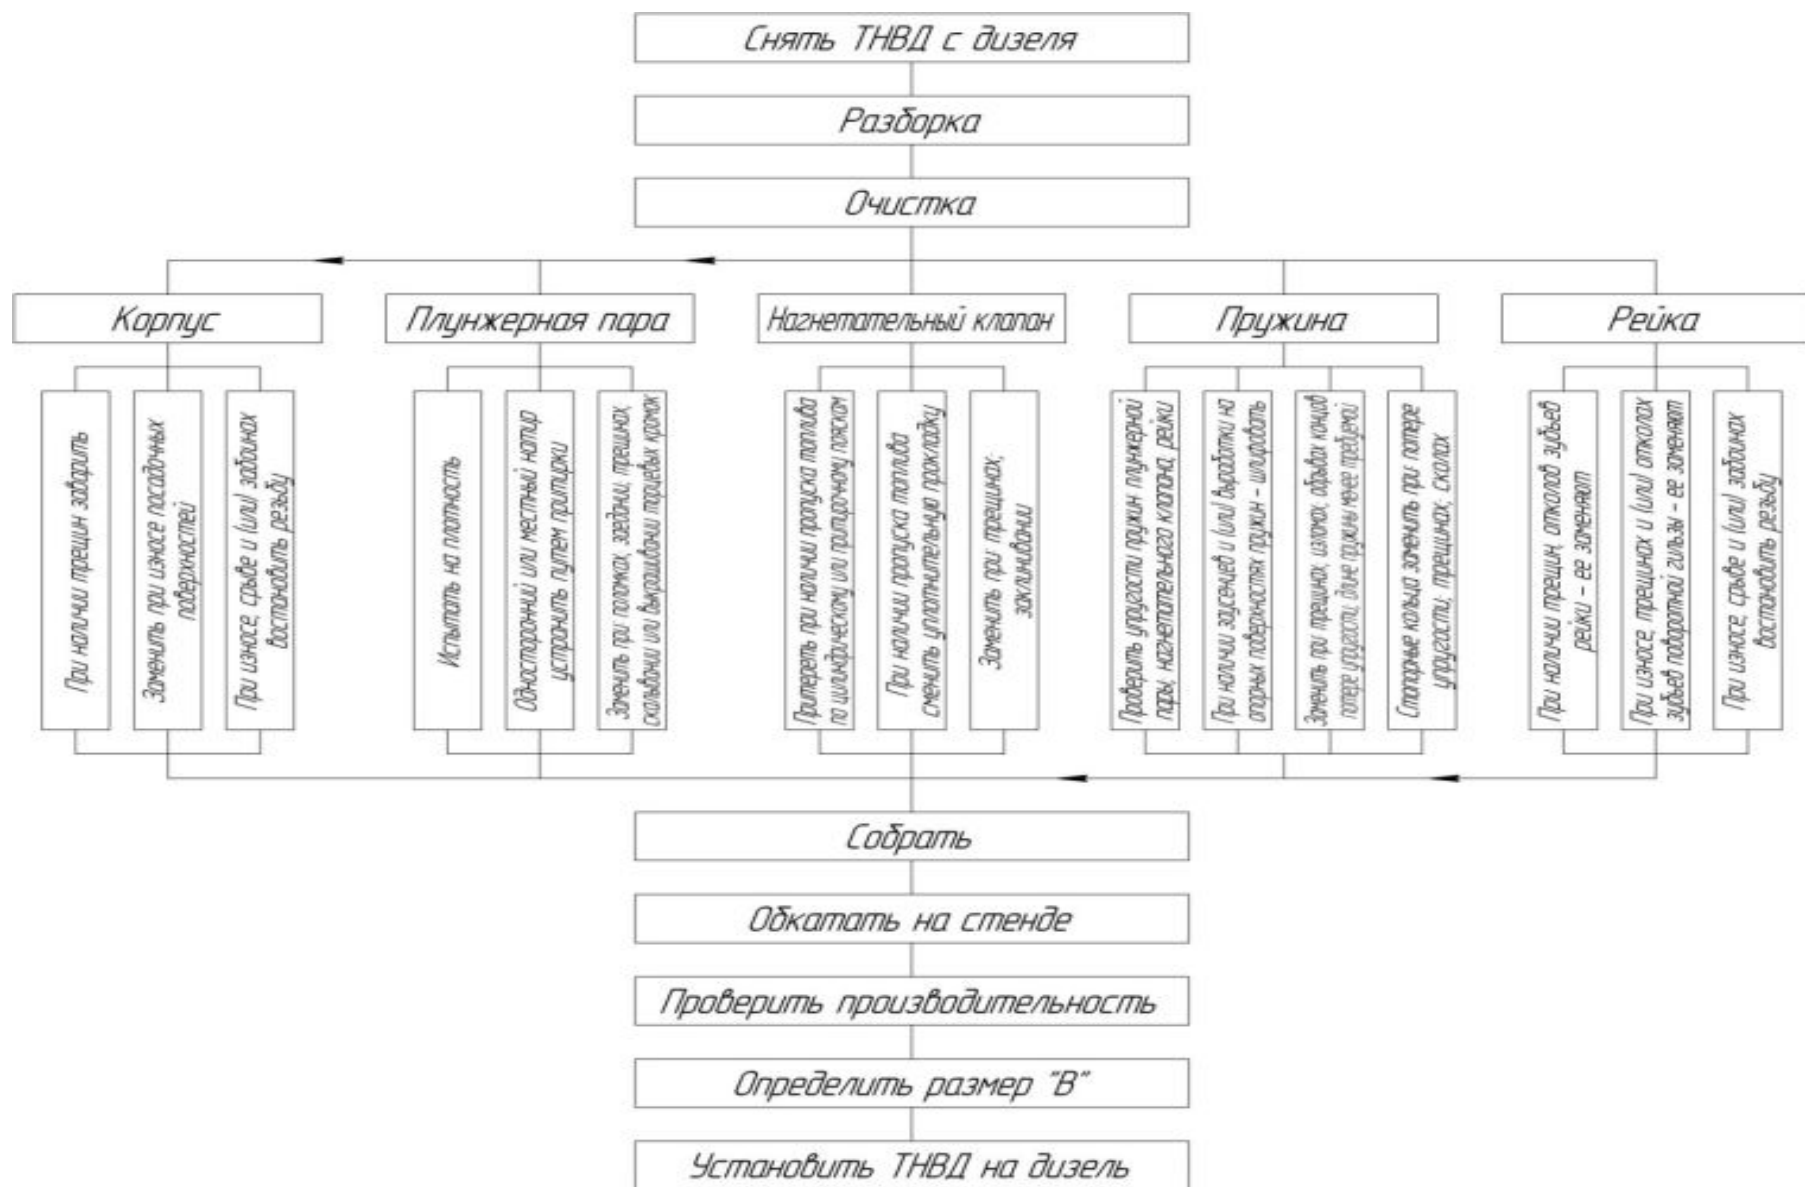 Снять ТНВД с дизеля
Разборка
Очистка
Корпус
Плунжерная пара
Нагнетательный клапан
Пружина
Рейка
При наличии трещин заварить
Заменить при износе посадочных
поверхностей
При износе, срыве и (или) забоинах
востановить резьбу
Испытать на плотность
Односторонний или местный натир
устранить путем притирки
Заменить при поломках, заедании, трещинах,
скалывании или выкрашивании торцевых кромок
Притереть при наличии пропуска топлива
по цилиндрическому или притирочному пояскам
При наличии пропуска топлива
сменить уплотнительную прокладку
Заменить при трещинах;
заклинивании
Проверить упругости пружин плунжерной
пары, нагнетательного клапана, рейки
При наличии заусенцев и (или) выработки на
опорных поверхностях пружин - шлифовать
Заменить при трещинах, изломах, обрывах концов
потере упругости, длине пружины менее требуемой
Стопорные кольца заменить при потере
упругости; трещинах; сколах
При наличии трещин, отколов зубьев
рейки - ее заменяют
При износе, трещинах и (или) отколах
зубьев поворотной гильзы - ее заменяют
При износе, срыве и (или) забоинах
востановить резьбу
Собрать
Обкатать на стенде
Проверить производительность
Определить размер "В"
Установить ТНВД на дизель